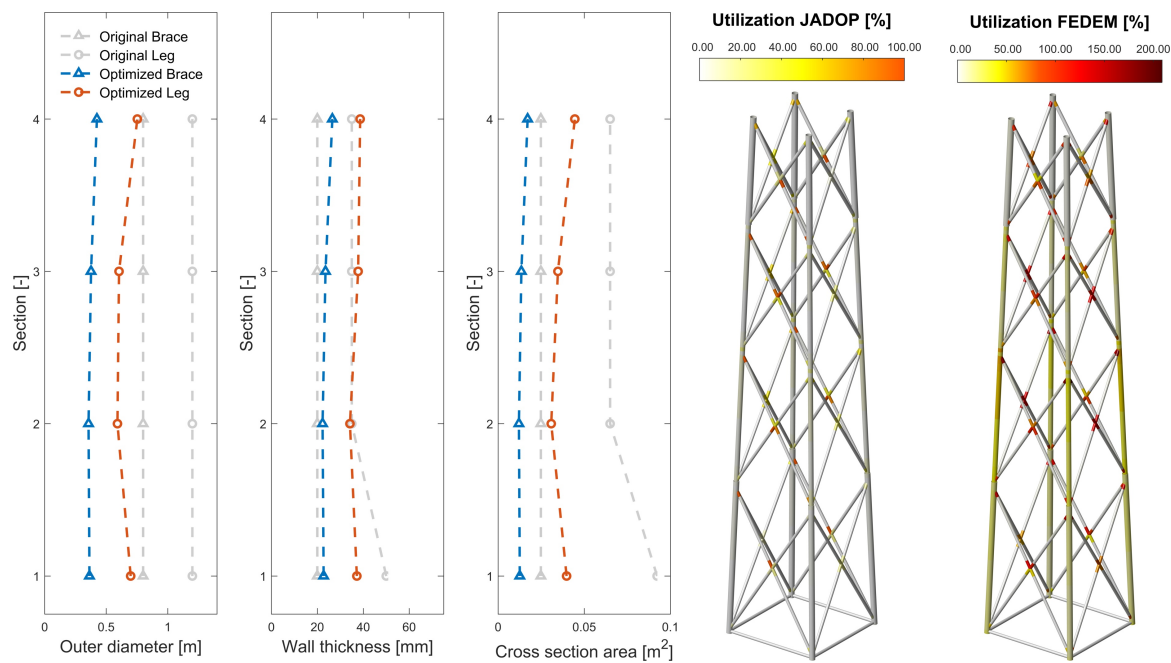 Original Brace
Original Leg
Optimized Brace
Optimized Leg
4
3
2
1
Section [-]
0
0.5
1
Outer diameter [m]
4
3
2
1
Section [-]
0
20
40
60
Wall thickness [mm]
4
3
2
1
Section [-]
0
0.05
0.1
Cross section area [m²]
Utilization JADOP [%]
0.00 20.00 40.00 60.00 80.00 100.00
Utilization FEDEM [%]
0.00 50.00 100.00 150.00 200.00